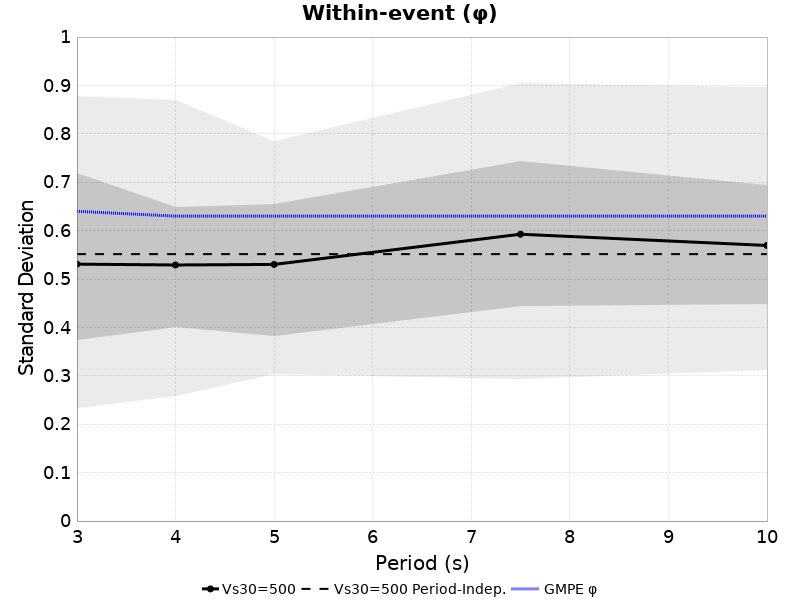 Within-event (φ)
1
0.9
0.8
0.7
0.6
0.5
0.4
0.3
0.2
0.1
0
Standard Deviation
3 4 5 6 7 8 9 10
Period (s)
Vs30=500 Vs30=500 Period-Indep. GMPE φ